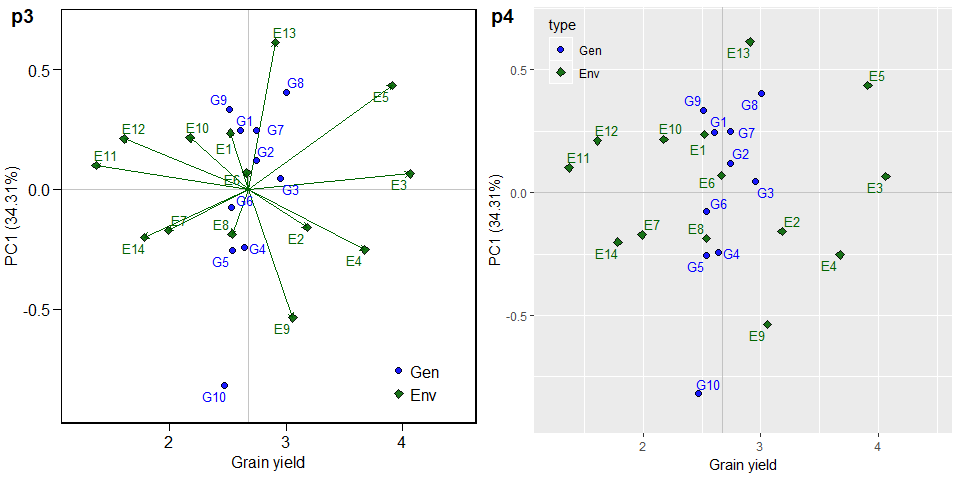 p3
E13
0.5
G8
E5
G9
G1
G7
E12
E10
E1
G2
E11
E6
E3
0.0
G3
G6
E7
E8
E2
E14
G4
G5
E4
-0.5
E9
G10
Gen
Env
2
3
4
Grain yield
PC1 (34.31%)
p4
type
Gen
Env
E13
0.5
E5
G9
G8
G1
G7
E12
E10
E1
G2
E11
E6
E3
0.0
G3
G6
E7
E8
E2
E14
G4
G5
E4
-0.5
E9
G10
2
3
4
Grain yield
PC1 (34.31%)